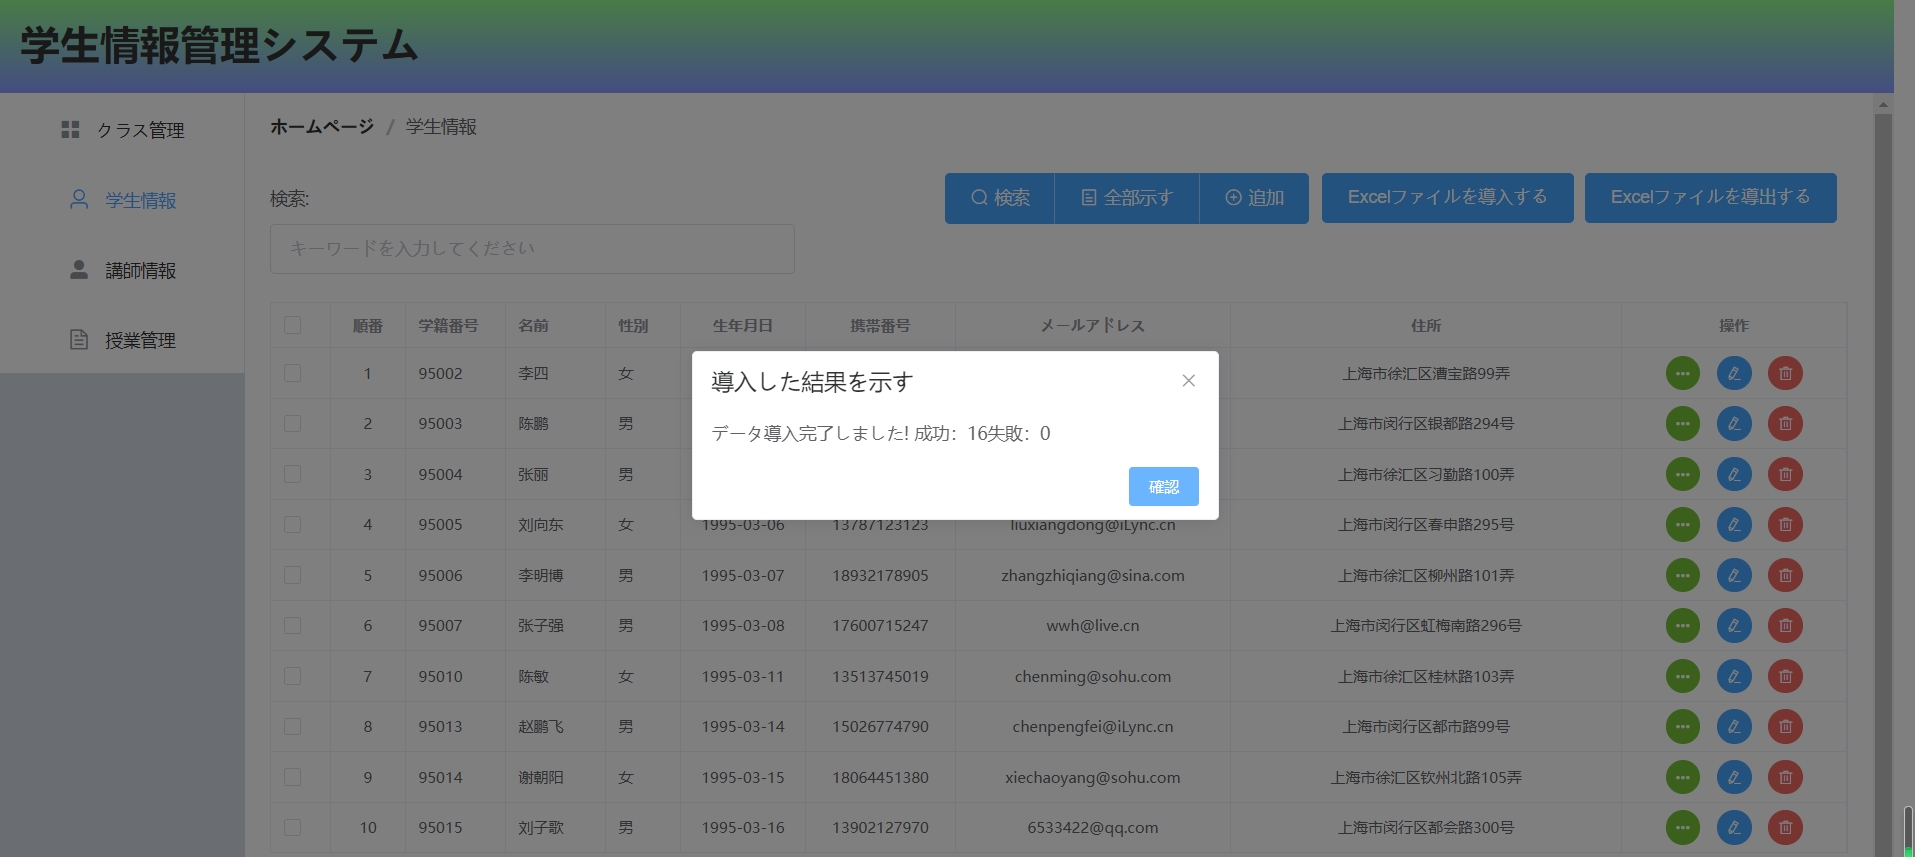 学生情報管理システム
クラス管理
学生情報
講師情報
授業管理
ホームページ / 学生情報
検索:
検索 全部示す 追加 Excelファイルを導入する Excelファイルを導出する
キーワードを入力してください
順番 学籍番号 名前 性別 生年月日 携帯番号 メールアドレス 住所 操作
1 95002 李四 女 上海市徐汇区漕宝路99弄
2 95003 陈鹏 男 上海市闵行区银都路294号
3 95004 张丽 男 上海市徐汇区习勤路100弄
4 95005 刘向东 女 1995-03-06 13787123123 liuxiangdong@iLync.cn 上海市闵行区春申路295号
5 95006 李明博 男 1995-03-07 18932178905 zhangzhiqiang@sina.com 上海市徐汇区柳州路101弄
6 95007 张子强 男 1995-03-08 17600715247 wwh@live.cn 上海市闵行区虹梅南路296号
7 95010 陈敏 女 1995-03-11 13513745019 chenming@sohu.com 上海市徐汇区桂林路103弄
8 95013 赵鹏飞 男 1995-03-14 15026774790 chenpengfei@iLync.cn 上海市闵行区都市路99号
9 95014 谢朝阳 女 1995-03-15 18064451380 xiechaoyang@sohu.com 上海市徐汇区钦州北路105弄
10 95015 刘子歌 男 1995-03-16 13902127970 6533422@qq.com 上海市闵行区都会路300号
導入した結果を示す
データ導入完了しました! 成功：16失敗：0
確認